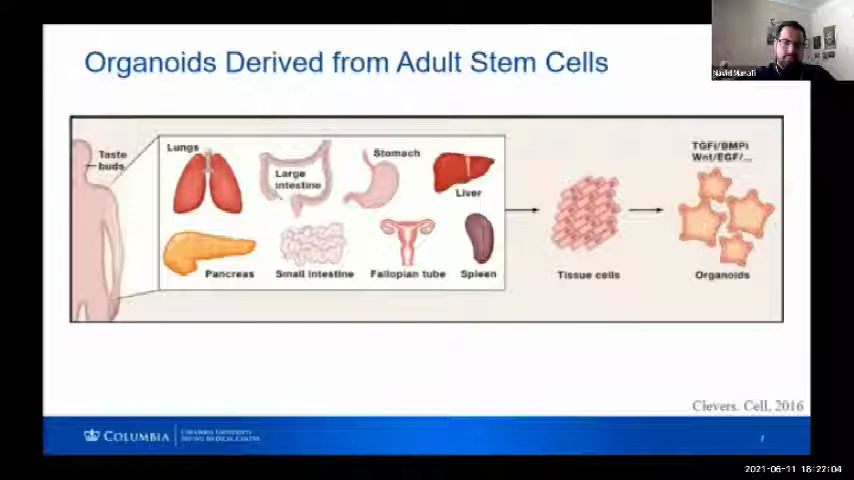 Organoids Derived from Adult Stem Cells
Navid Manafi
Taste
buds
Lungs
Large
intestine
Stomach
Liver
Pancreas
Small intestine
Fallopian tube
Spleen
Tissue cells
TGFi/BMPi
Wnt/EGF/...
Organoids
Clevers. Cell, 2016
COLUMBIA
COLUMBIA UNIVERSITY
IRVING MEDICAL CENTER
2021-06-11 18:22:04